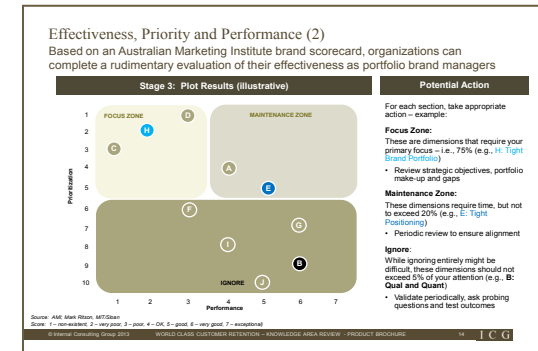 Effectiveness, Priority and Performance (2)
Based on an Australian Marketing Institute brand scorecard, organizations can
complete a rudimentary evaluation of their effectiveness as portfolio brand managers
Stage 3: Plot Results (illustrative)
Prioritization
1
2
3
4
5
6
7
8
9
10
FOCUS ZONE
MAINTENANCE ZONE
D
H
C
A
E
F
G
I
B
IGNORE
J
1 2 3 4 5 6 7
Performance
Potential Action
For each section, take appropriate
action – example:
Focus Zone:
These are dimensions that require your
primary focus – i.e., 75% (e.g., H: Tight
Brand Portfolio)
• Review strategic objectives, portfolio
make-up and gaps
Maintenance Zone:
These dimensions require time, but not
to exceed 20% (e.g., E: Tight
Positioning)
• Periodic review to ensure alignment
Ignore:
While ignoring entirely might be
difficult, these dimensions should not
exceed 5% of your attention (e.g., B:
Qual and Quant)
• Validate periodically, ask probing
questions and test outcomes
Source: AMI; Mark Ritson, MIT/Sloan
Score: 1 – non-existent, 2 – very poor, 3 – poor, 4 – OK, 5 – good, 6 – very good, 7 – exceptional)
© Internal Consulting Group 2013 WORLD CLASS CUSTOMER RETENTION – KNOWLEDGE AREA REVIEW - PRODUCT BROCHURE 14 ICG